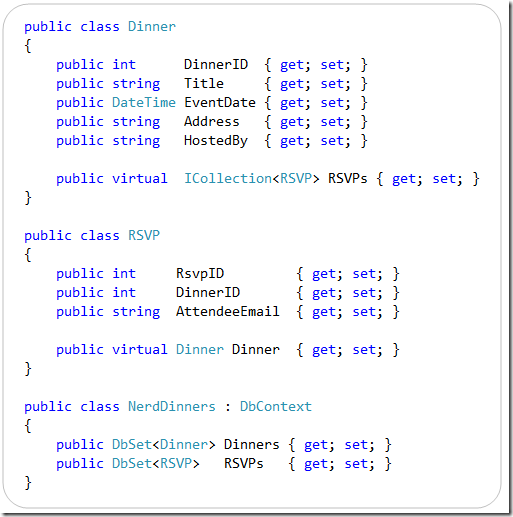 public class Dinner
{
    public int      DinnerID  { get; set; }
    public string   Title     { get; set; }
    public DateTime EventDate { get; set; }
    public string   Address   { get; set; }
    public string   HostedBy  { get; set; }

    public virtual  ICollection<RSVP> RSVPs { get; set; }
}

public class RSVP
{
    public int     RsvpID         { get; set; }
    public int     DinnerID       { get; set; }
    public string  AttendeeEmail  { get; set; }

    public virtual Dinner Dinner  { get; set; }
}

public class NerdDinners : DbContext
{
    public DbSet<Dinner> Dinners { get; set; }
    public DbSet<RSVP>   RSVPs   { get; set; }
}